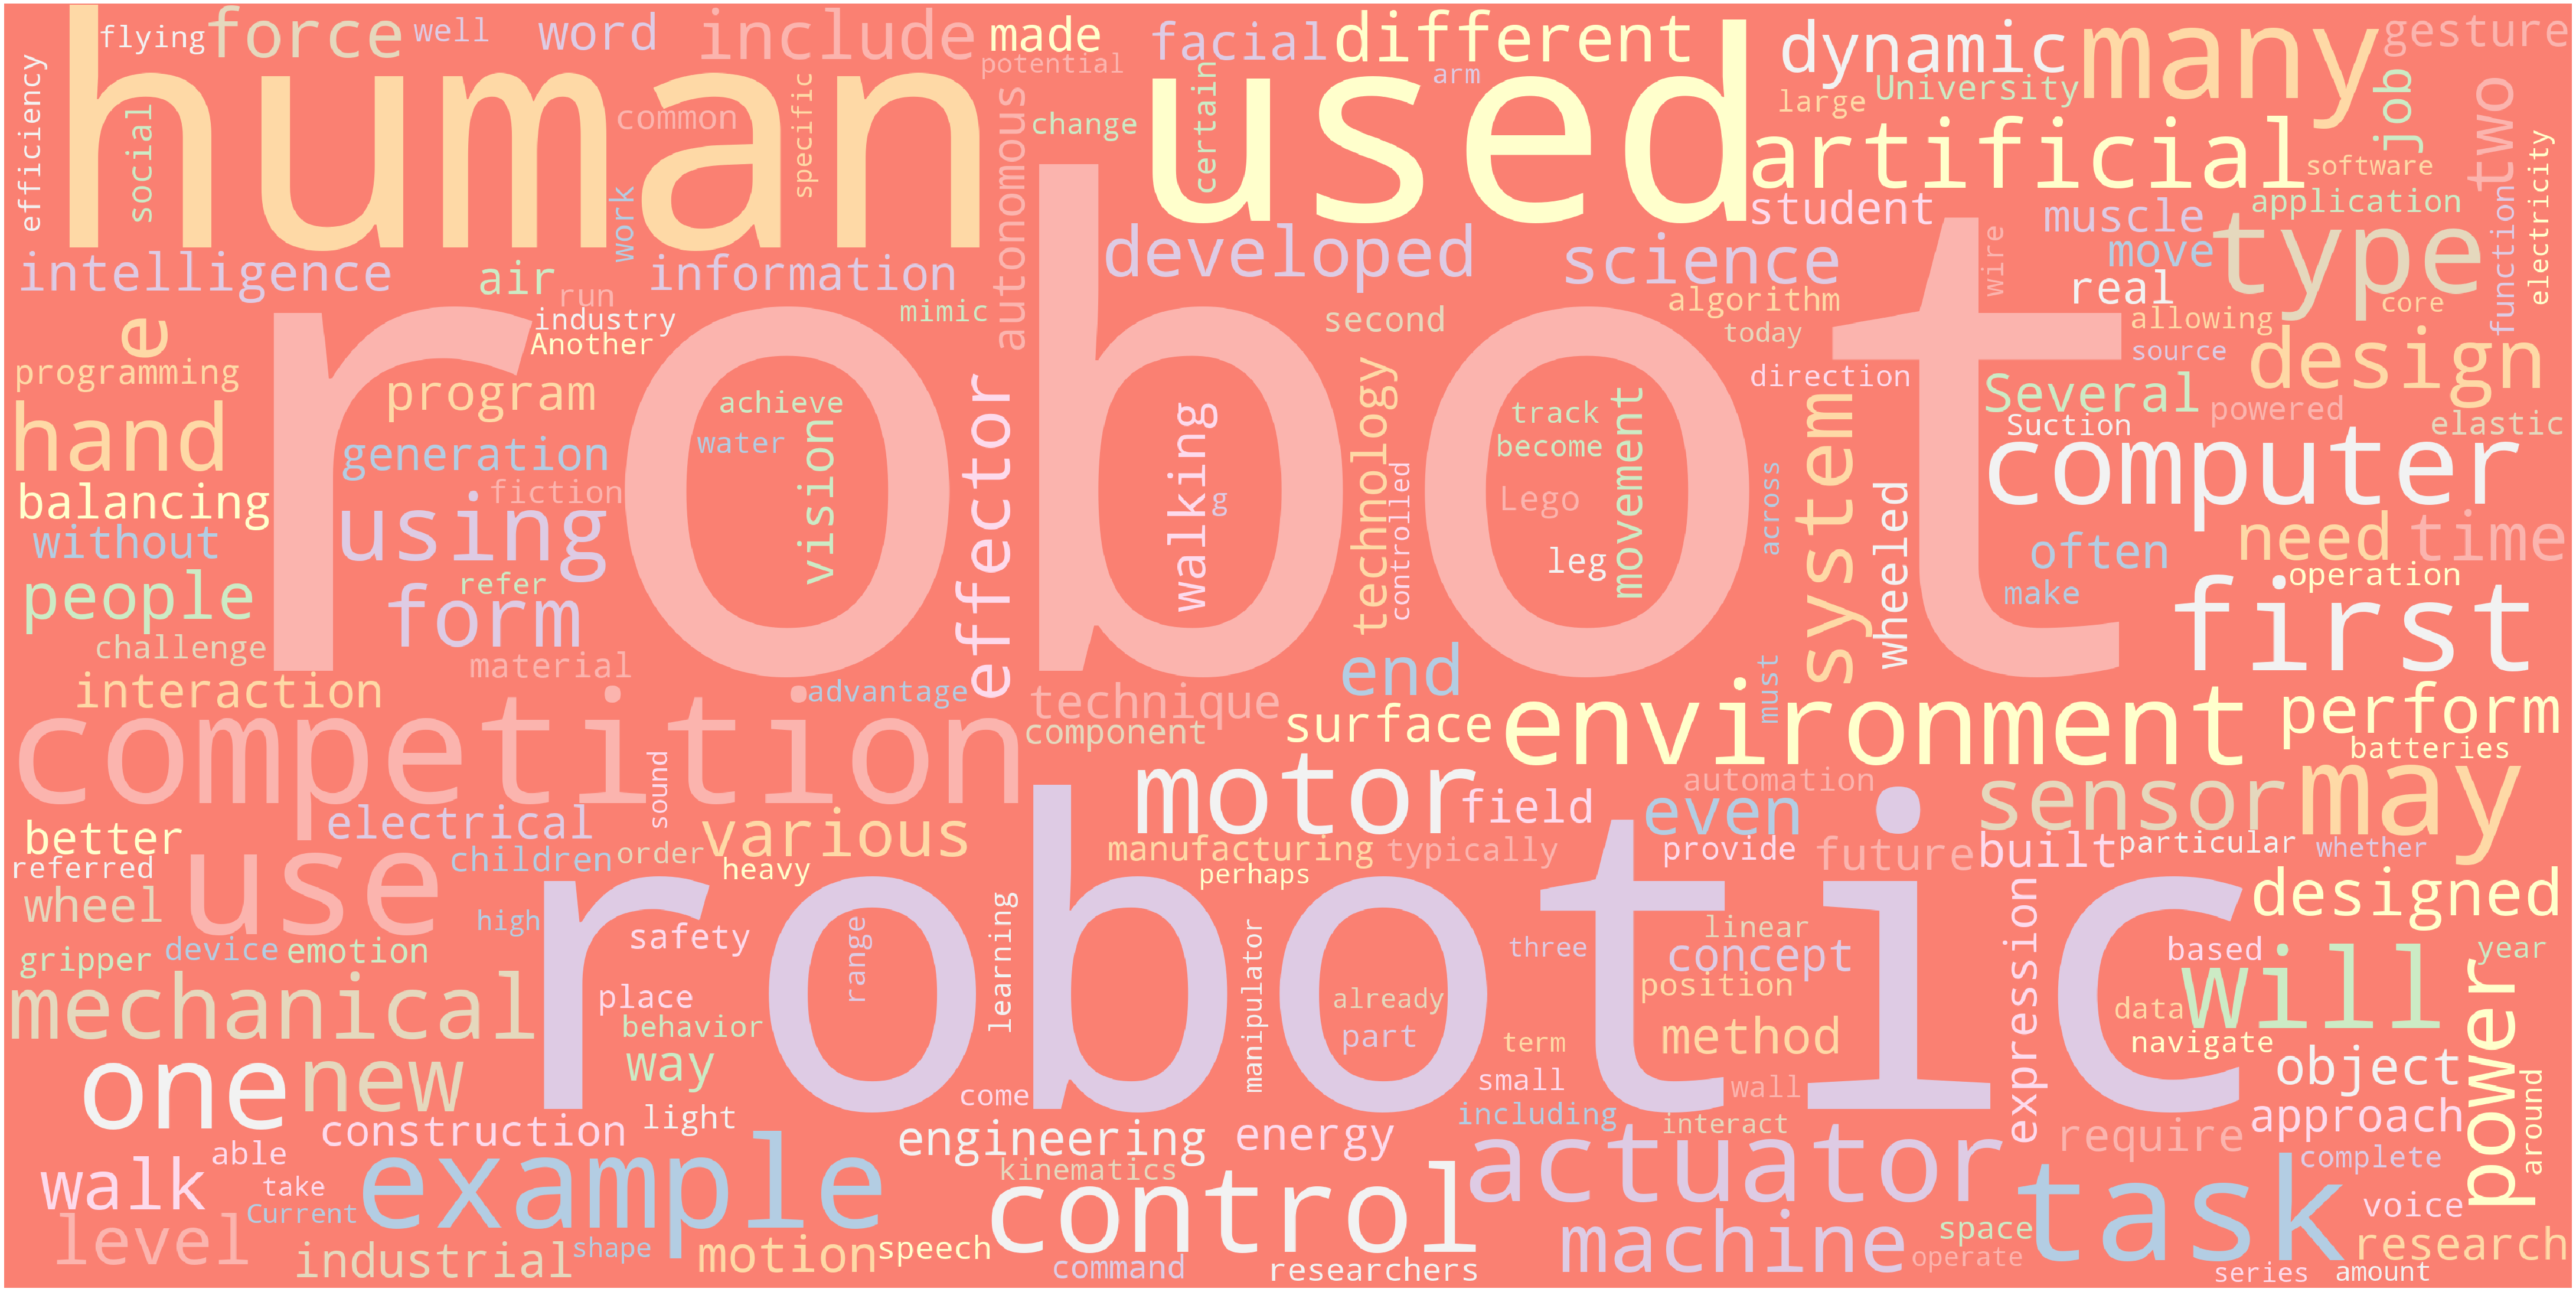 flying
force
well
word
include
made
facial
different
dynamic
many
gesture
efficiency
human
potential
used
arm
large
University
job
two
social
common
specific
autonomous
change
certain
artificial
software
electricity
work
student
muscle
application
function
intelligence
air
information
developed
science
wire
move
type
run
mimic
robot
algorithm
real
core
e
industry
Another
second
today
allowing
source
programming
program
achieve
effector
walking
technology
track
movement
direction
system
Several
design
powered
hand
generation
water
vision
become
Suction
elastic
computer
balancing
using
fiction
g
controlled
Lego
across
wheeled
need
time
without
people
refer
form
leg
often
make
operation
first
challenge
material
interaction
advantage
technique
end
must
competition
component
surface
environment
perform
batteries
sound
motor
field
automation
sensor
may
better
electrical
various
even
referred
children
order
heavy
manufacturing
typically
perhaps
provide
future
built
particular
whether
wheel
use
robotic
designed
high
safety
range
learning
manipulator
three
linear
concept
expression
based
year
gripper
device
emotion
mechanical
place
behavior
already
position
data
will
power
way
part
term
method
navigate
one
new
light
come
small
wall
object
around
construction
engineering
energy
including
interact
require
approach
able
walk
example
kinematics
actuator
complete
take
Current
control
task
voice
level
industrial
shape
motion
speech
command
researchers
machine
space
operate
research
series
amount